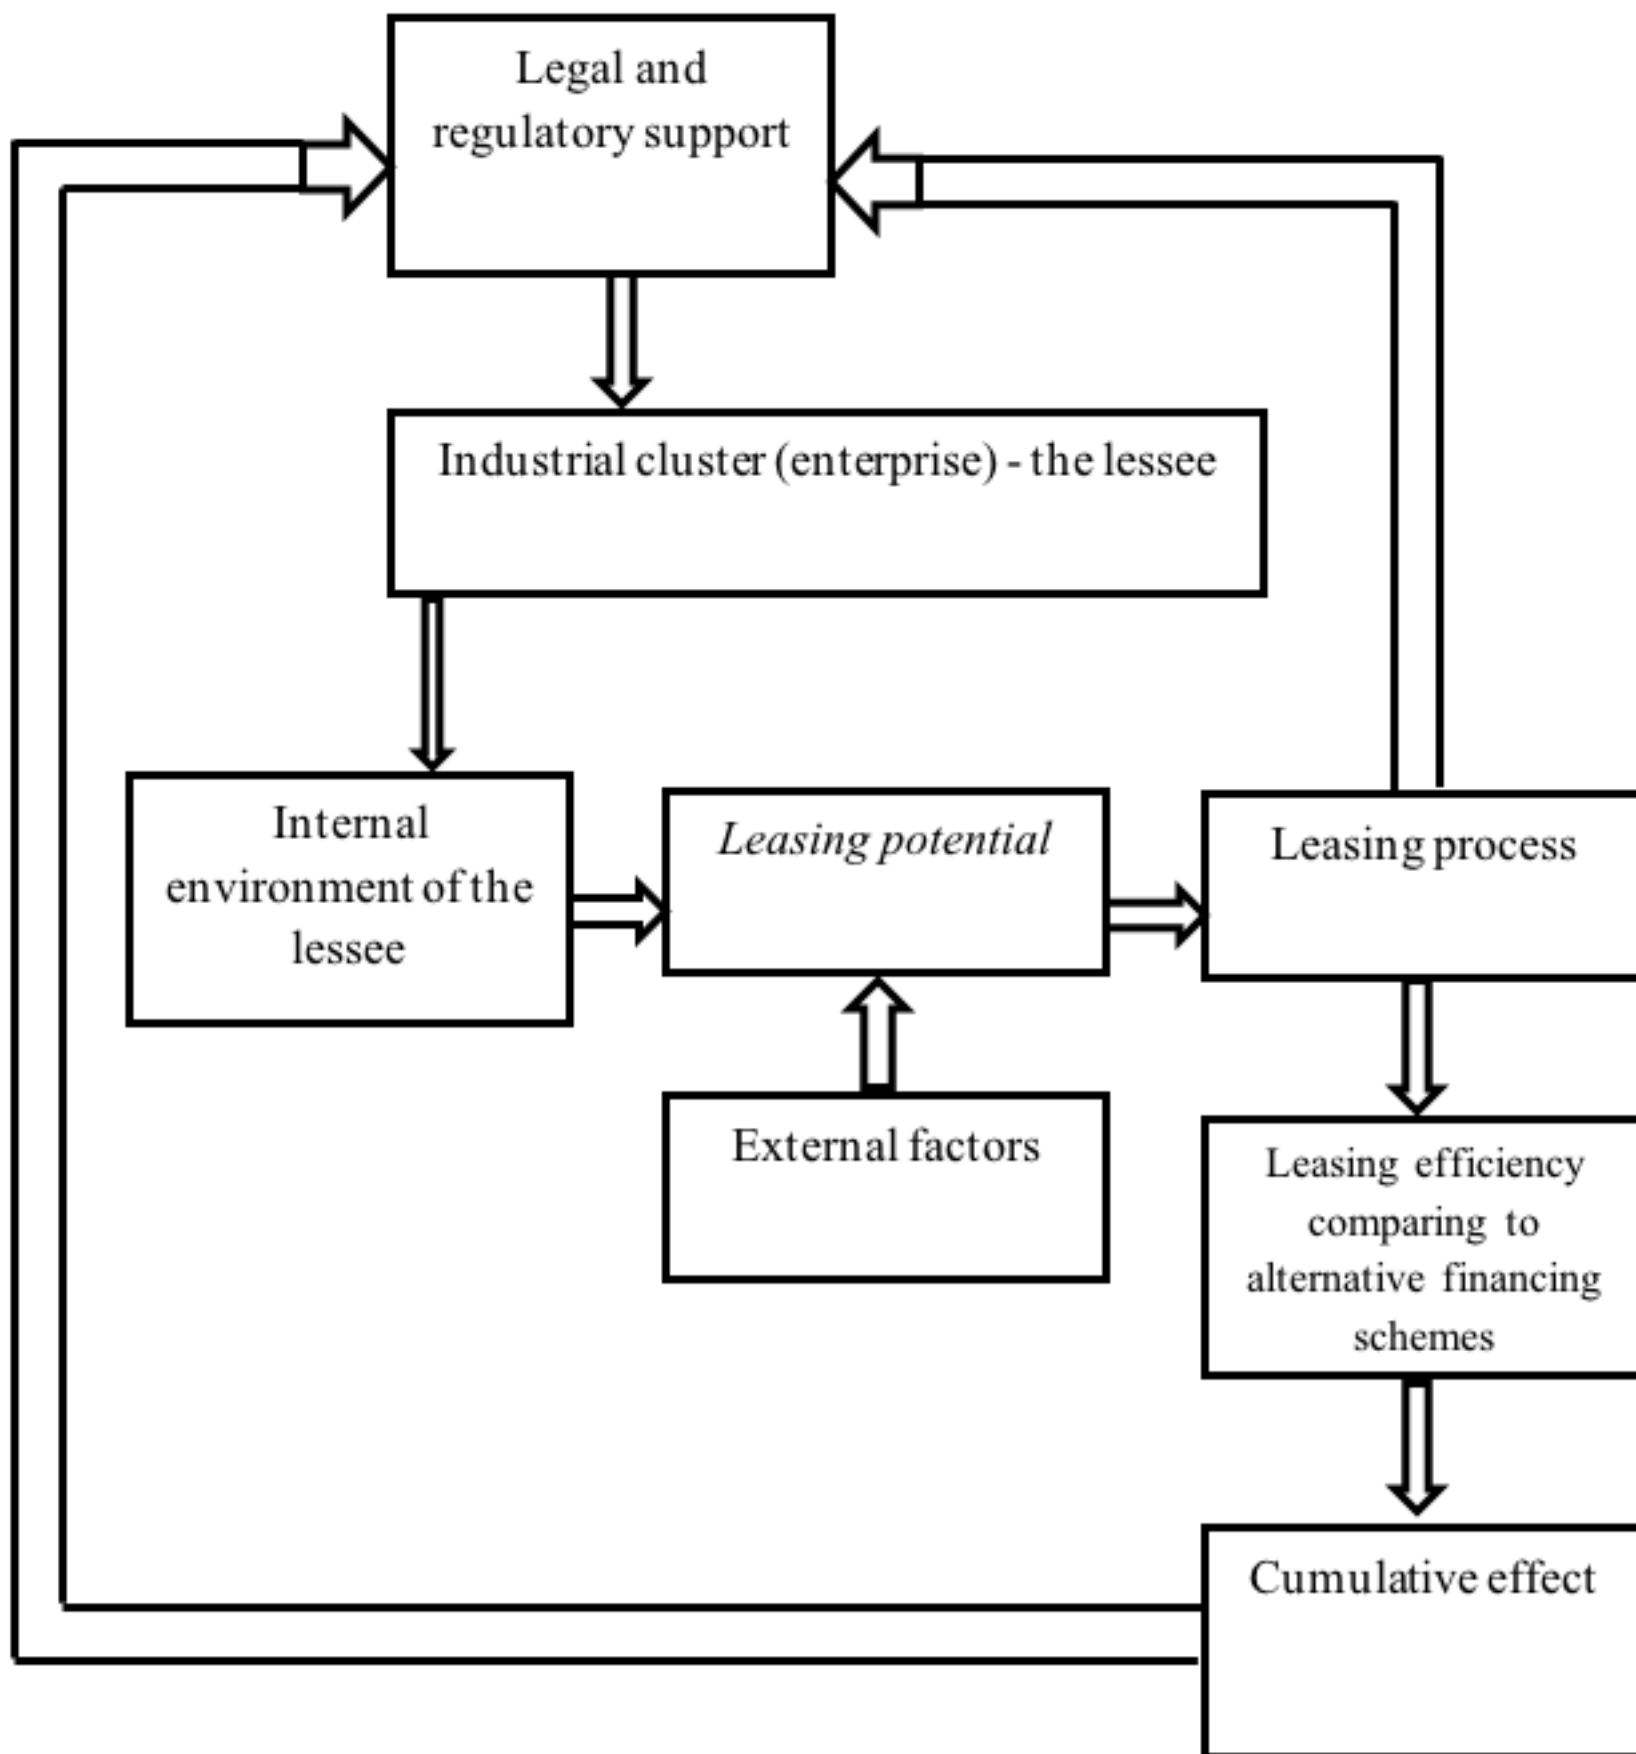 Legal and
regulatory support
Industrial cluster (enterprise) - the lessee
Internal
environment of the
lessee
Leasing potential
Leasing process
External factors
Leasing efficiency
comparing to
alternative financing
schemes
Cumulative effect